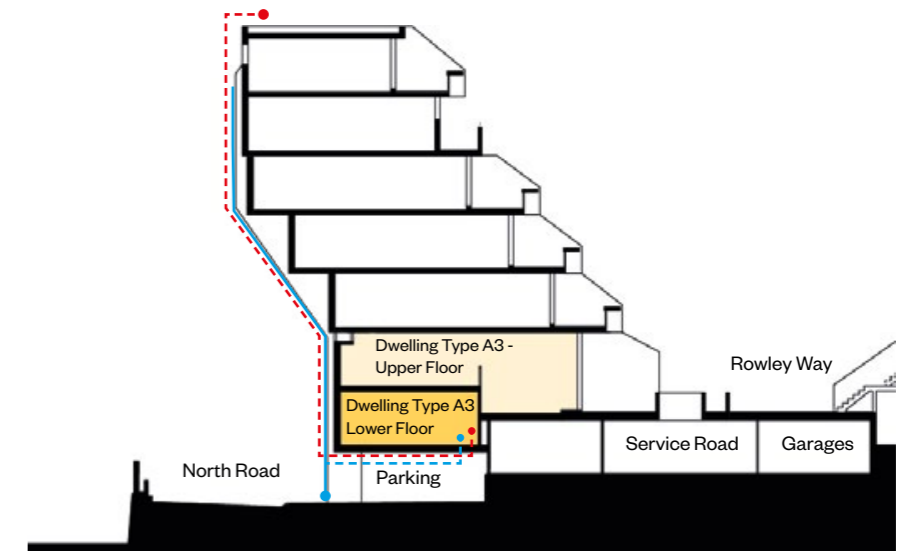 Dwelling Type A3 -
Upper Floor
Rowley Way
Dwelling Type A3
Lower Floor
Service Road
Garages
North Road
Parking